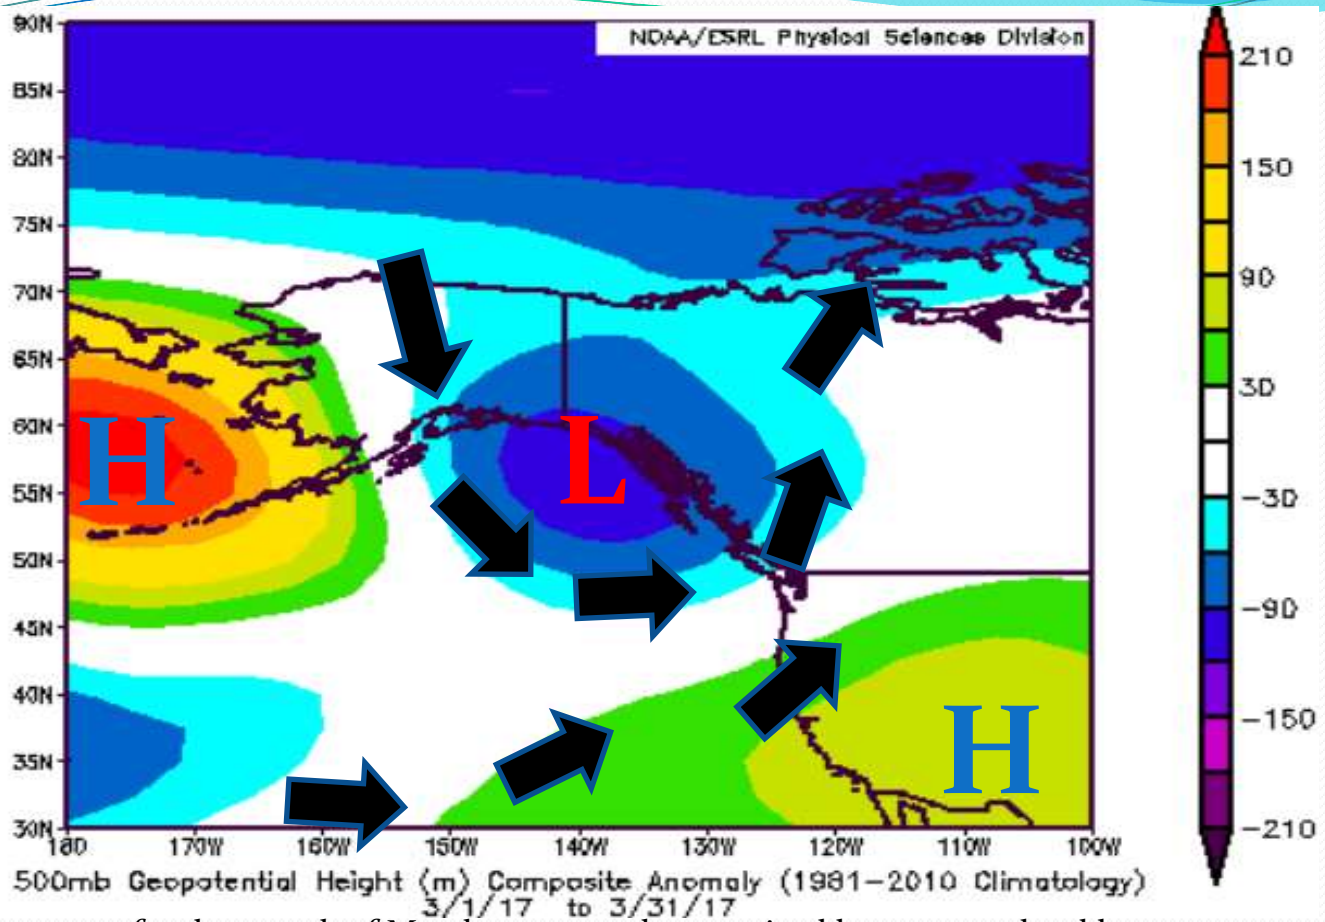 90N
NOAA/ESRL Physical Sciences Division
85N
80N
75N
70N
65N
60N
55N
50N
45N
40N
35N
30N
H
L
H
180
170W
160W
150W
140W
130W
120W
110W
100W
210
150
90
30
-30
-90
-150
-210
500mb Geopotential Height (m) Composite Anomaly (1981-2010 Climatology)
3/1/17 to 3/31/17